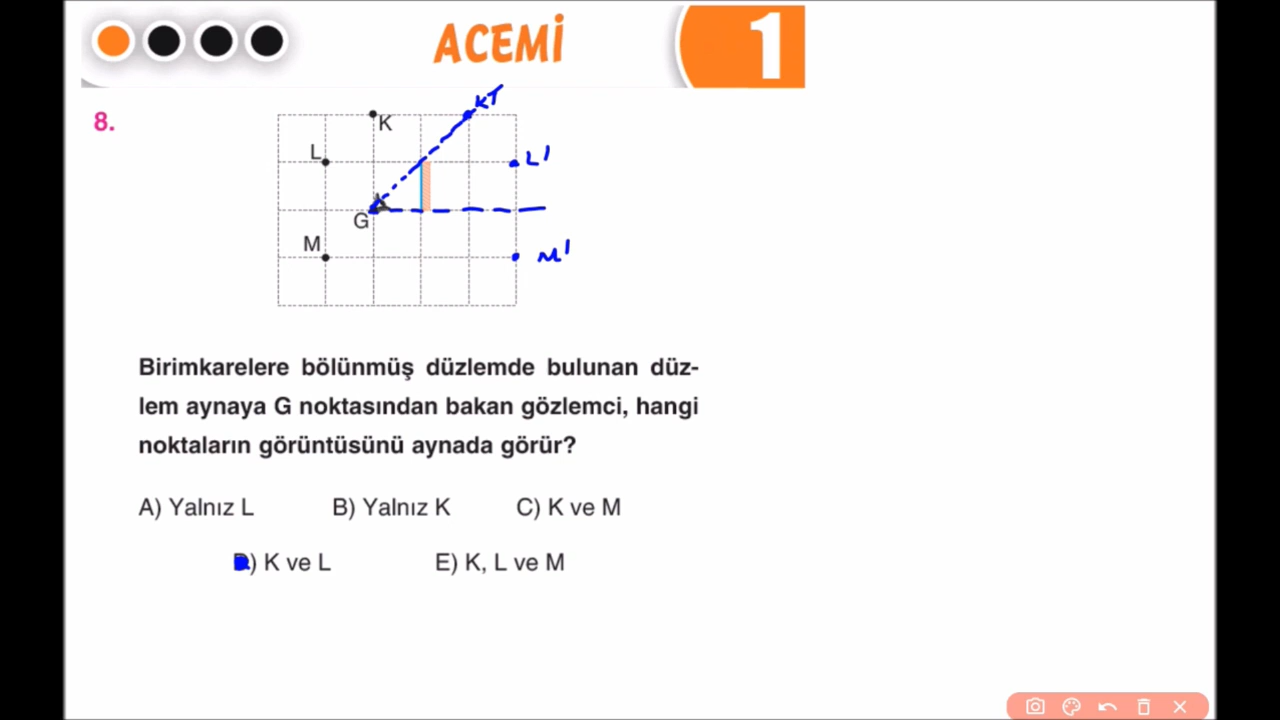 ACEMİ
1
8.
K
K'
L
L'
G
M
M'
Birimkarelere bölünmüş düzlemde bulunan düz-
lem aynaya G noktasından bakan gözlemci, hangi
noktaların görüntüsünü aynada görür?
A) Yalnız L B) Yalnız K C) K ve M
D) K ve L E) K, L ve M